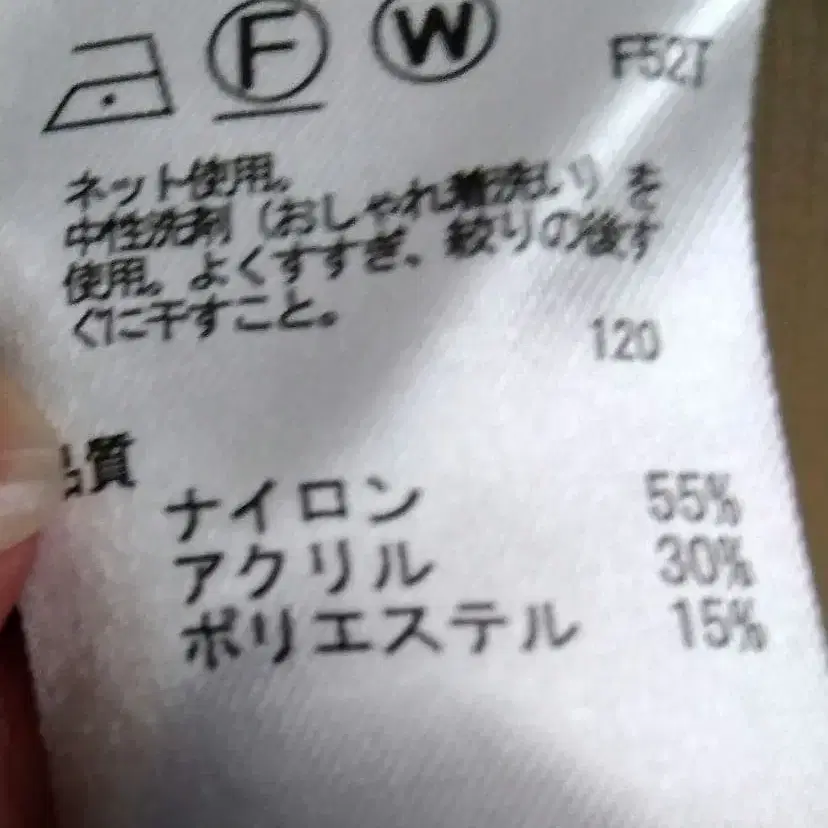 F W F52T
ネット使用。
中性洗剤（おしゃれ着洗い）を
使用。よくすすぎ、絞りの後す
ぐに干すこと。
120
品質
ナイロン 55%
アクリル 30%
ポリエステル 15%